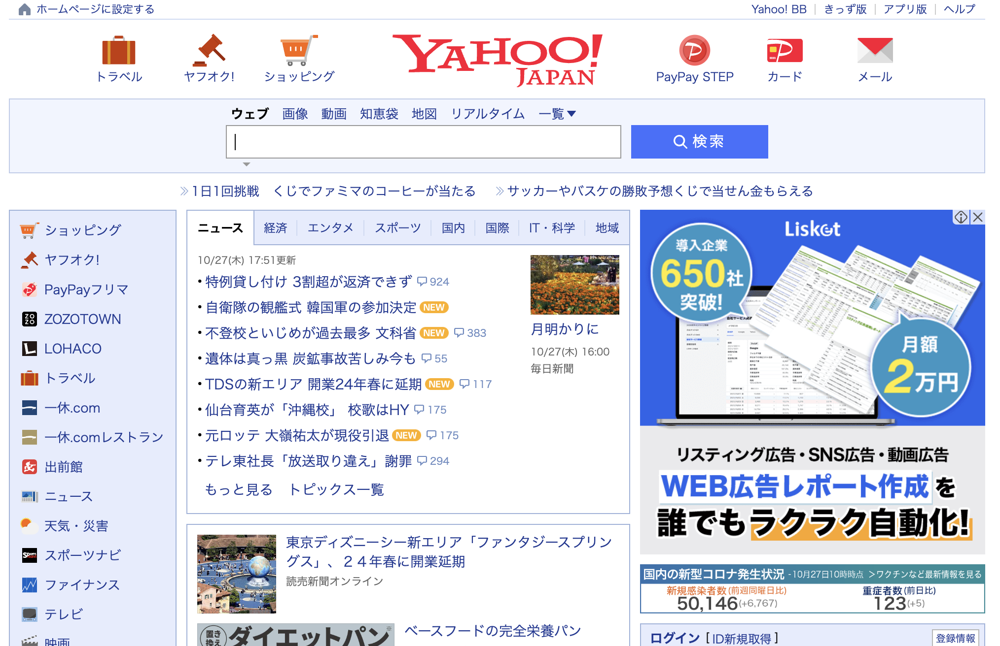 ホームページに設定する
Yahoo! BB
きっず版
アプリ版
ヘルプ
トラベル
ヤフオク!
ショッピング
YAHOO!
JAPAN
PayPay STEP
カード
メール
ウェブ 画像 動画 知恵袋 地図 リアルタイム 一覧
検索
1日1回挑戦 くじでファミマのコーヒーが当たる
サッカーやバスケの勝敗予想くじで当せん金もらえる
ショッピング
ヤフオク!
PayPayフリマ
ZOZO
ZOZOTOWN
LOHACO
トラベル
一休.com
一休.comレストラン
出前館
ニュース
天気・災害
スポーツナビ
ファイナンス
テレビ
映画
ニュース 経済 エンタメ スポーツ 国内 国際 IT・科学 地域
10/27(木) 17:51更新
・特例貸し付け 3割超が返済できず 924
・自衛隊の観艦式 韓国軍の参加決定 NEW
・不登校といじめが過去最多 文科省 NEW 383
・遺体は真っ黒 炭鉱事故苦しみ今も 55
・TDSの新エリア 開業24年春に延期 NEW 117
・仙台育英が「沖縄校」 校歌はHY 175
・元ロッテ 大嶺祐太が現役引退 NEW 175
・テレ東社長「放送取り違え」謝罪 294
もっと見る トピックス一覧
月明かりに
10/27(木) 16:00
毎日新聞
東京ディズニーシー新エリア「ファンタジースプリン
グス」、２４年春に開業延期
読売新聞オンライン
置き
換え
ダイエットパン※
ベースフードの完全栄養パン
Lisket
導入企業
650社
突破!
月額
2万円
リスティング広告・SNS広告・動画広告
WEB広告レポート作成を
誰でもラクラク自動化!
国内の新型コロナ発生状況 -10月27日10時時点 ＞ワクチンなど最新情報を見る
新規感染者数(前週同曜日比)
50,146(+6,767)
重症者数(前日比)
123(+5)
ログイン [ ID新規取得 ]
登録情報